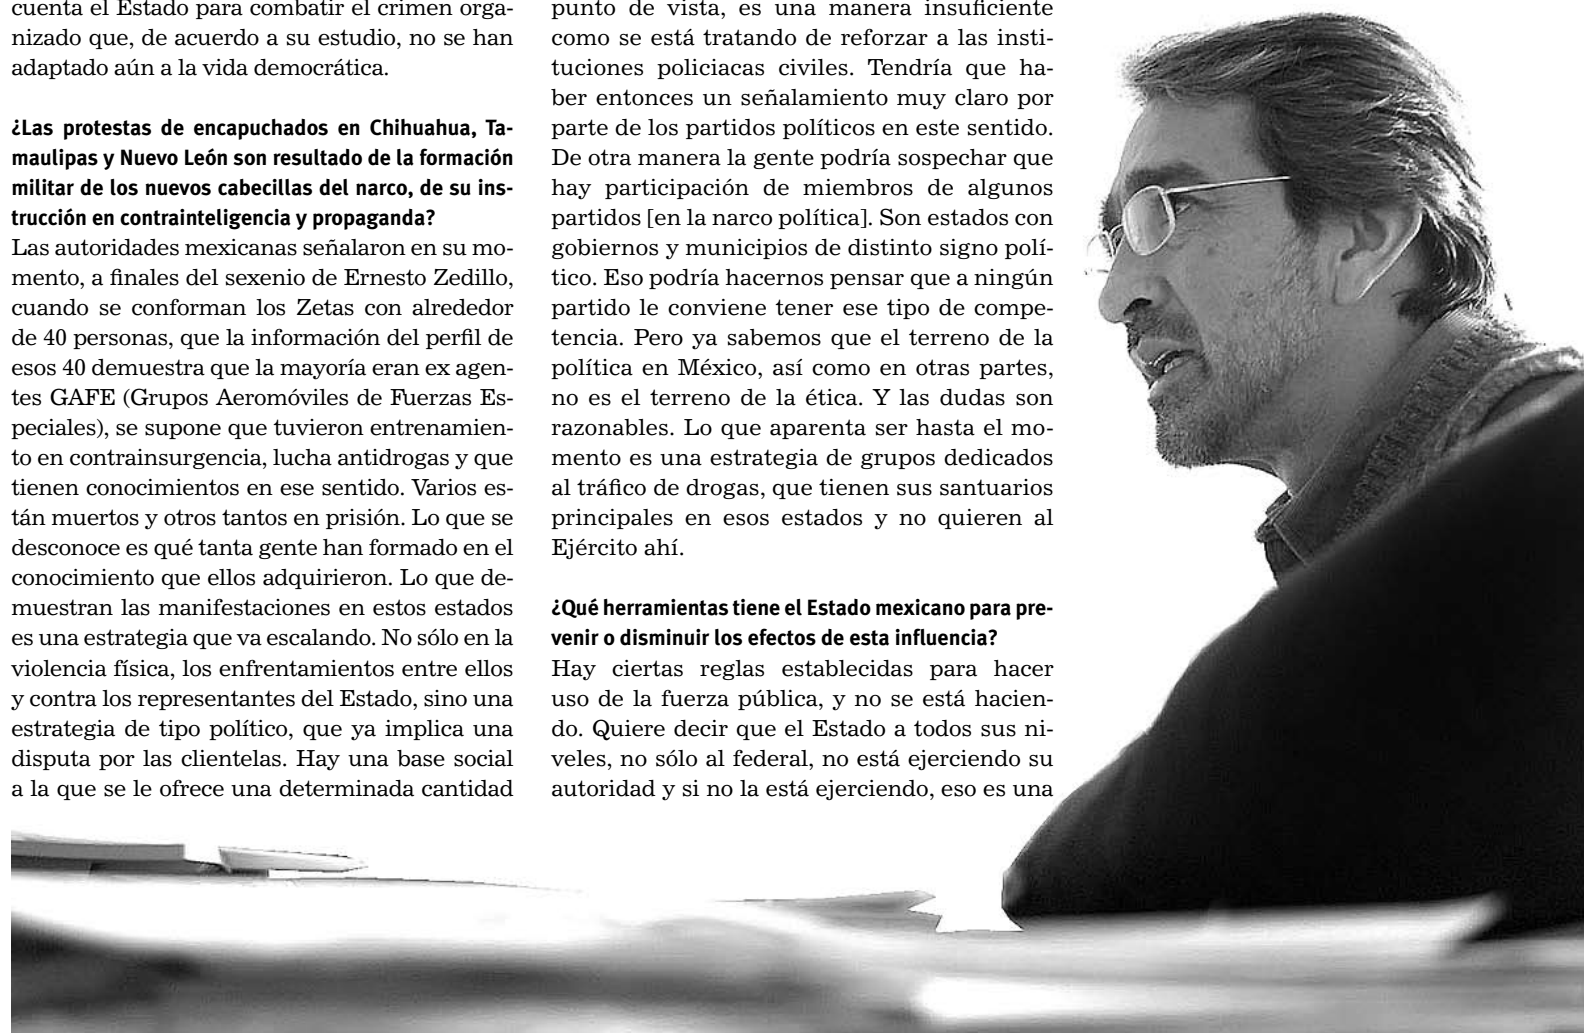 cuenta el Estado para combatir el crimen orga-
nizado que, de acuerdo a su estudio, no se han
adaptado aún a la vida democrática.
¿Las protestas de encapuchados en Chihuahua, Ta-
maulipas y Nuevo León son resultado de la formación
militar de los nuevos cabecillas del narco, de su ins-
trucción en contrainteligencia y propaganda?
Las autoridades mexicanas señalaron en su mo-
mento, a finales del sexenio de Ernesto Zedillo,
cuando se conforman los Zetas con alrededor
de 40 personas, que la información del perfil de
esos 40 demuestra que la mayoría eran ex agen-
tes GAFE (Grupos Aeromóviles de Fuerzas Es-
peciales), se supone que tuvieron entrenamien-
to en contrainsurgencia, lucha antidrogas y que
tienen conocimientos en ese sentido. Varios es-
tán muertos y otros tantos en prisión. Lo que se
desconoce es qué tanta gente han formado en el
conocimiento que ellos adquirieron. Lo que de-
muestran las manifestaciones en estos estados
es una estrategia que va escalando. No sólo en la
violencia física, los enfrentamientos entre ellos
y contra los representantes del Estado, sino una
estrategia de tipo político, que ya implica una
disputa por las clientelas. Hay una base social
a la que se le ofrece una determinada cantidad
punto de vista, es una manera insuficiente
como se está tratando de reforzar a las insti-
tuciones policiacas civiles. Tendría que ha-
ber entonces un señalamiento muy claro por
parte de los partidos políticos en este sentido.
De otra manera la gente podría sospechar que
hay participación de miembros de algunos
partidos [en la narco política]. Son estados con
gobiernos y municipios de distinto signo polí-
tico. Eso podría hacernos pensar que a ningún
partido le conviene tener ese tipo de compe-
tencia. Pero ya sabemos que el terreno de la
política en México, así como en otras partes,
no es el terreno de la ética. Y las dudas son
razonables. Lo que aparenta ser hasta el mo-
mento es una estrategia de grupos dedicados
al tráfico de drogas, que tienen sus santuarios
principales en esos estados y no quieren al
Ejército ahí.
¿Qué herramientas tiene el Estado mexicano para pre-
venir o disminuir los efectos de esta influencia?
Hay ciertas reglas establecidas para hacer
uso de la fuerza pública, y no se está hacien-
do. Quiere decir que el Estado a todos sus ni-
veles, no sólo al federal, no está ejerciendo su
autoridad y si no la está ejerciendo, eso es una